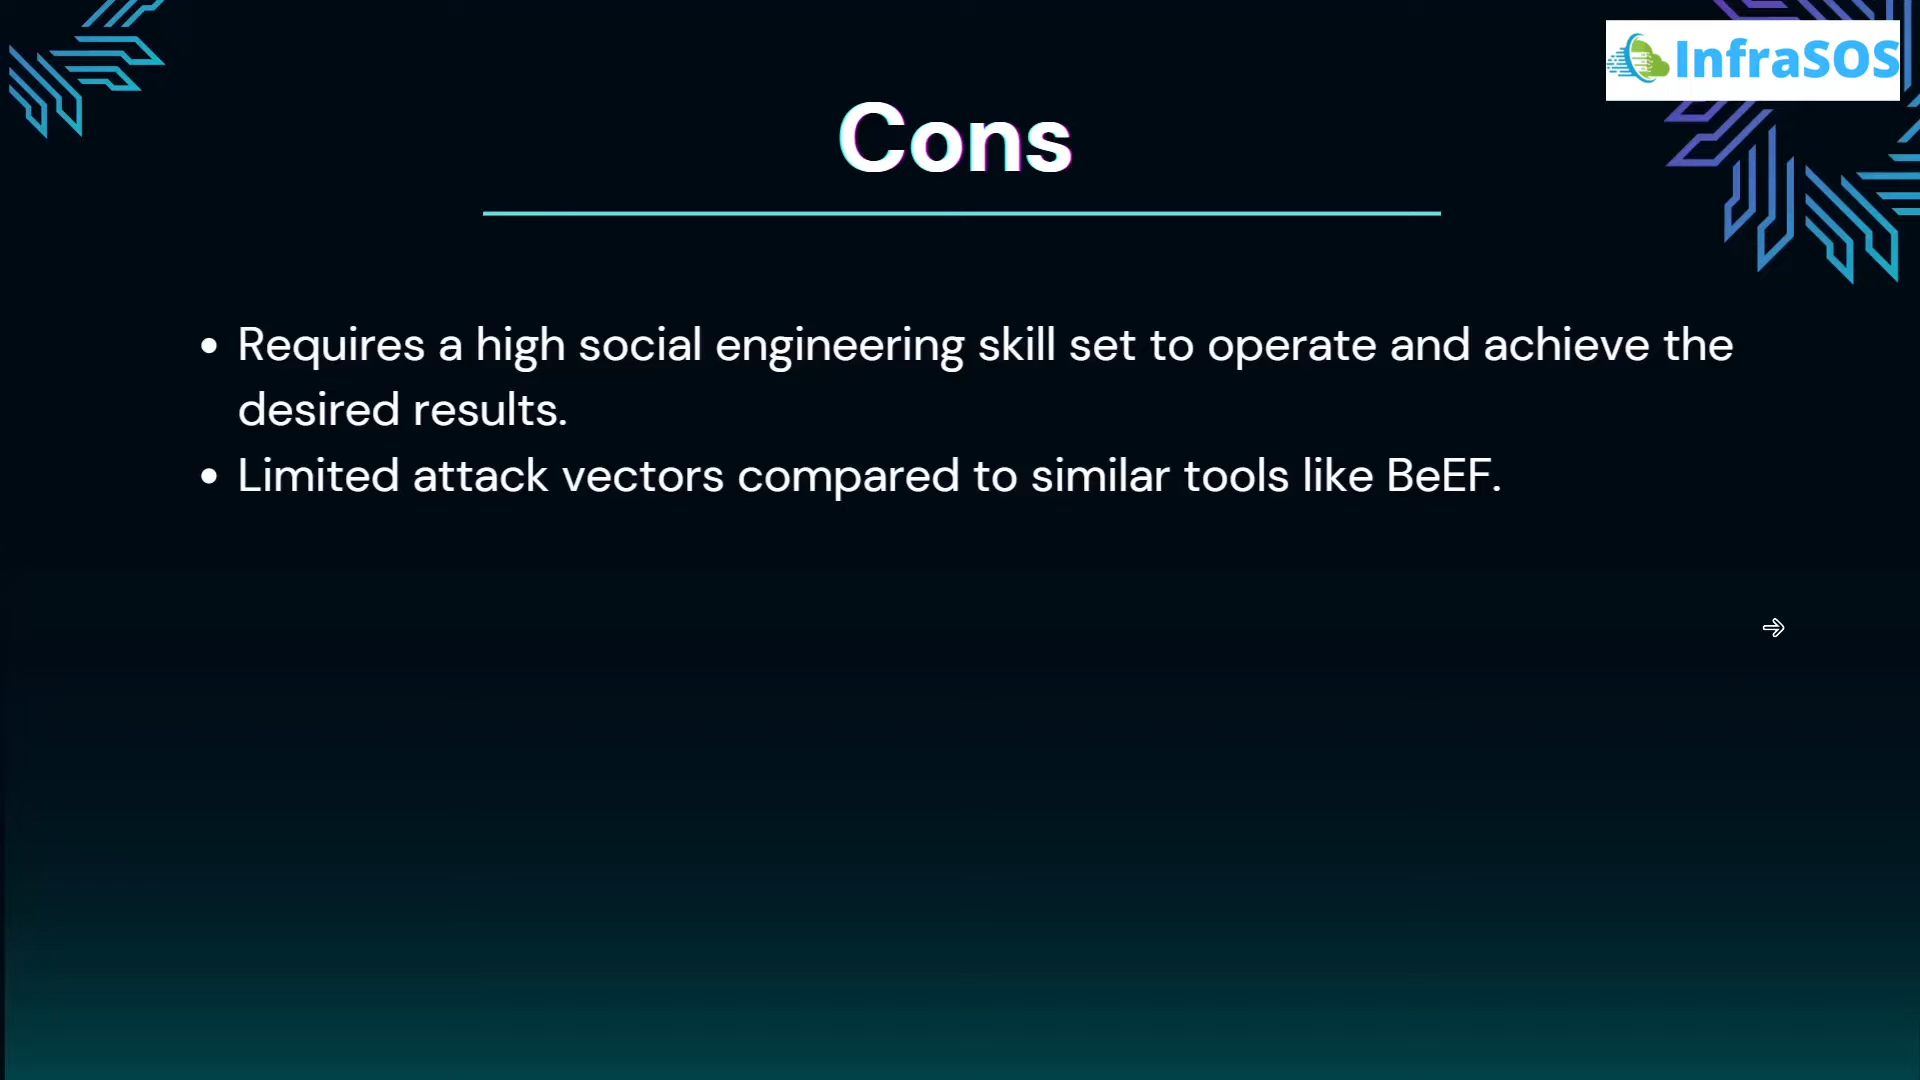 InfraSOS
Cons
• Requires a high social engineering skill set to operate and achieve the
desired results.
• Limited attack vectors compared to similar tools like BeEF.